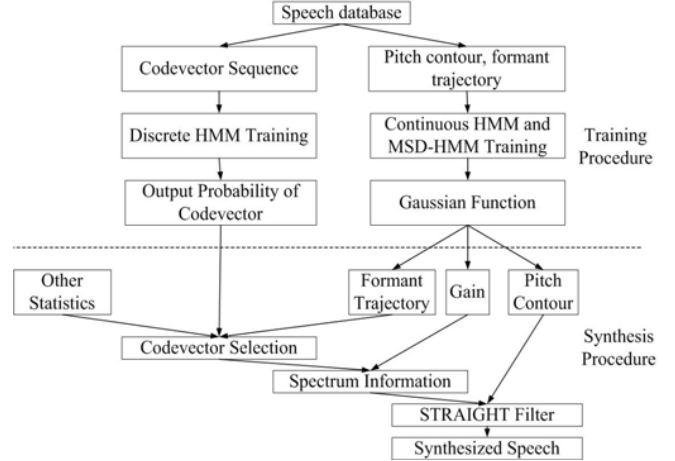 Speech database
Codevector Sequence
Pitch contour, formant
trajectory
Discrete HMM Training
Continuous HMM and
MSD-HMM Training
Training
Procedure
Output Probability of
Codevector
Gaussian Function
Other
Statistics
Formant
Trajectory
Gain
Pitch
Contour
Codevector Selection
Synthesis
Procedure
Spectrum Information
STRAIGHT Filter
Synthesized Speech